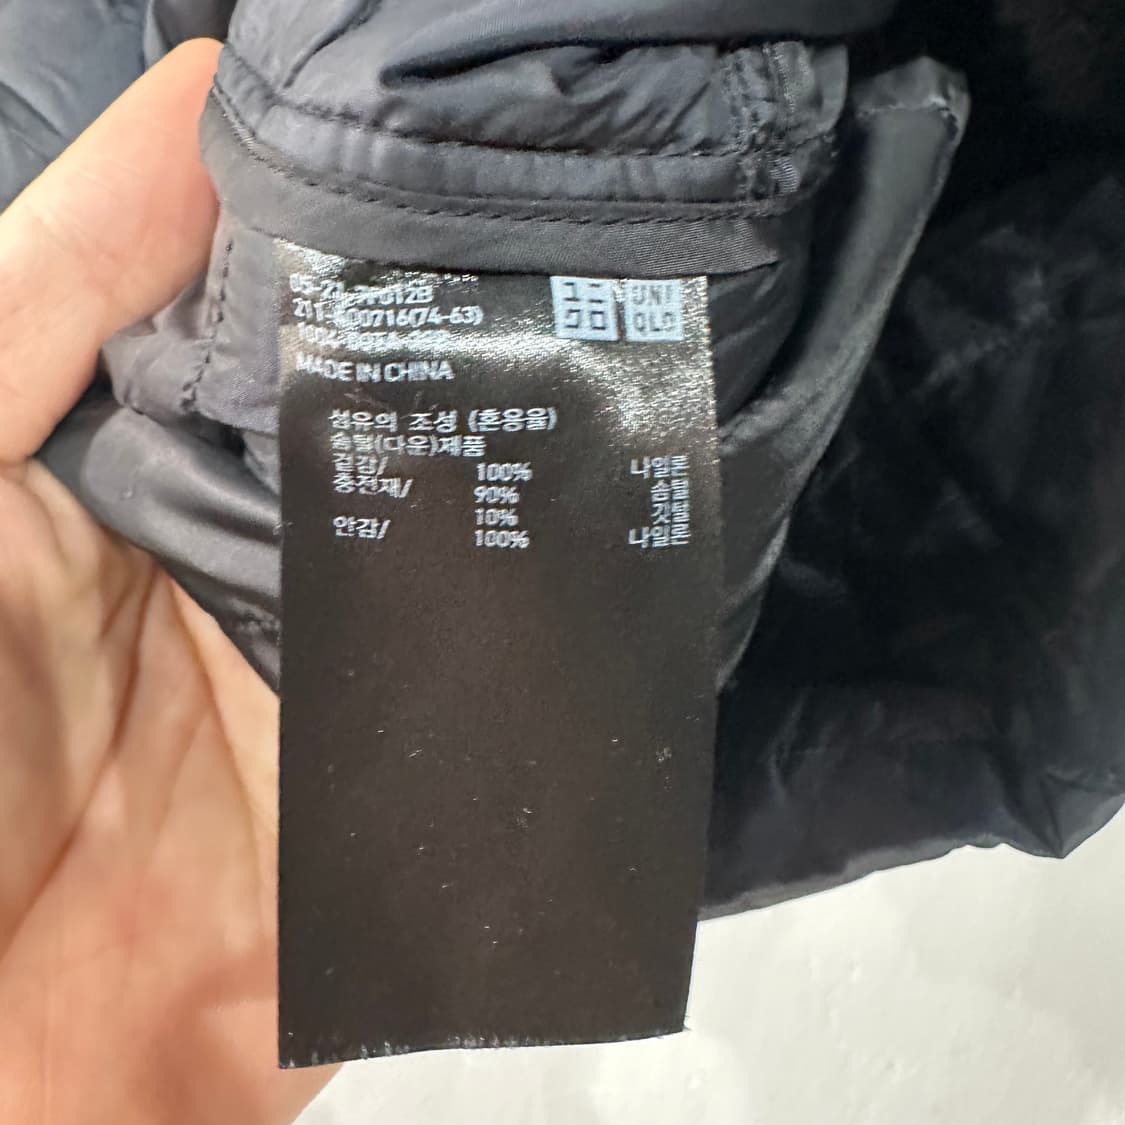 ユニ UNI
クロ QLO
MADE IN CHINA
섬유의 조성 (혼용율)
솜털(다운)제품
겉감/ 100% 나일론
충전재/ 90% 솜털
10% 깃털
안감/ 100% 나일론